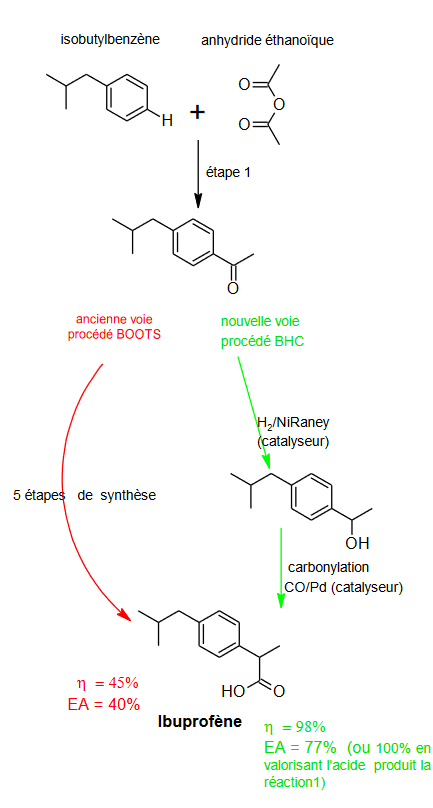 isobutylbenzène anhydride éthanoïque
O
H + O
O
étape 1
O
ancienne voie
procédé BOOTS
nouvelle voie
procédé BHC
H2/NiRaney
(catalyseur)
5 étapes de synthèse
OH
carbonylation
CO/Pd (catalyseur)
HO O
η = 45%
EA = 40%
Ibuprofène
η = 98%
EA = 77% (ou 100% en
valorisant l'acide produit la
réaction1)